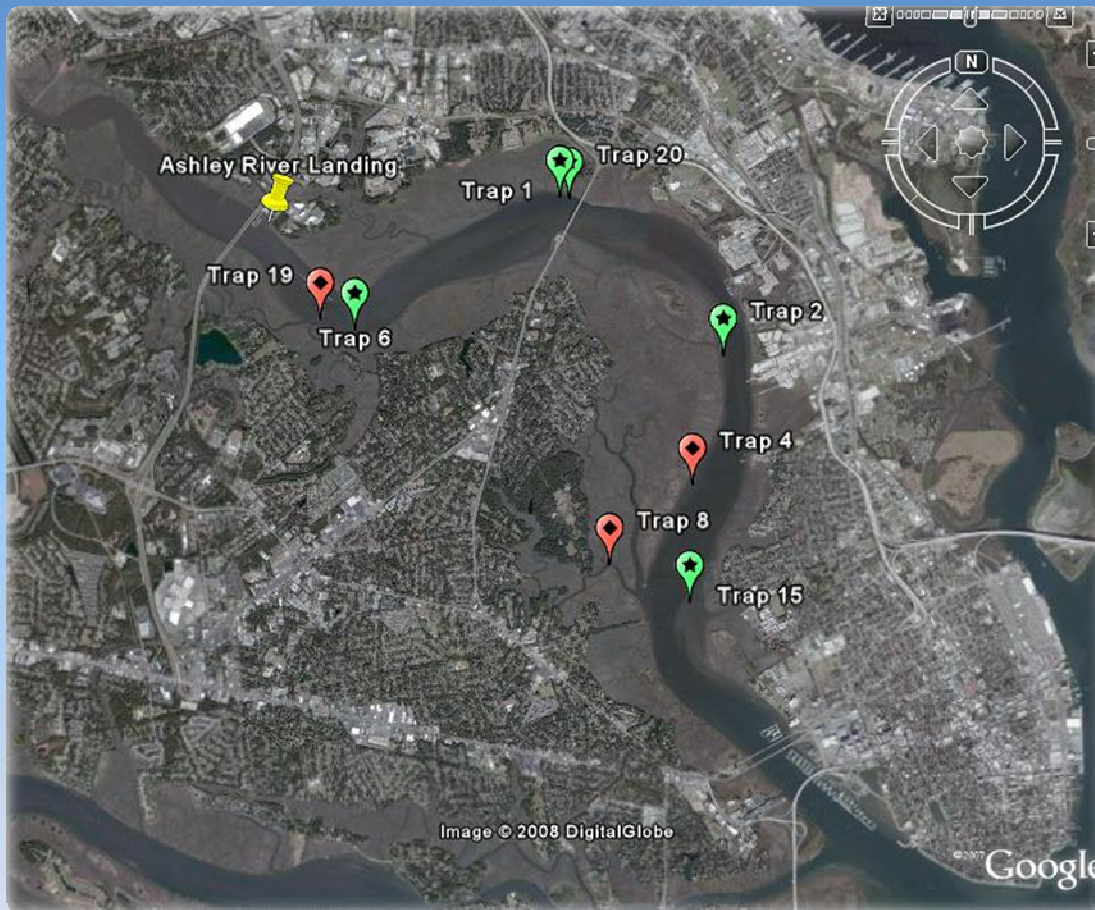 N
Ashley River Landing
Trap 20
Trap 1
Trap 19
Trap 6
Trap 2
Trap 4
Trap 8
Trap 15
Image © 2008 DigitalGlobe
©2007 Google